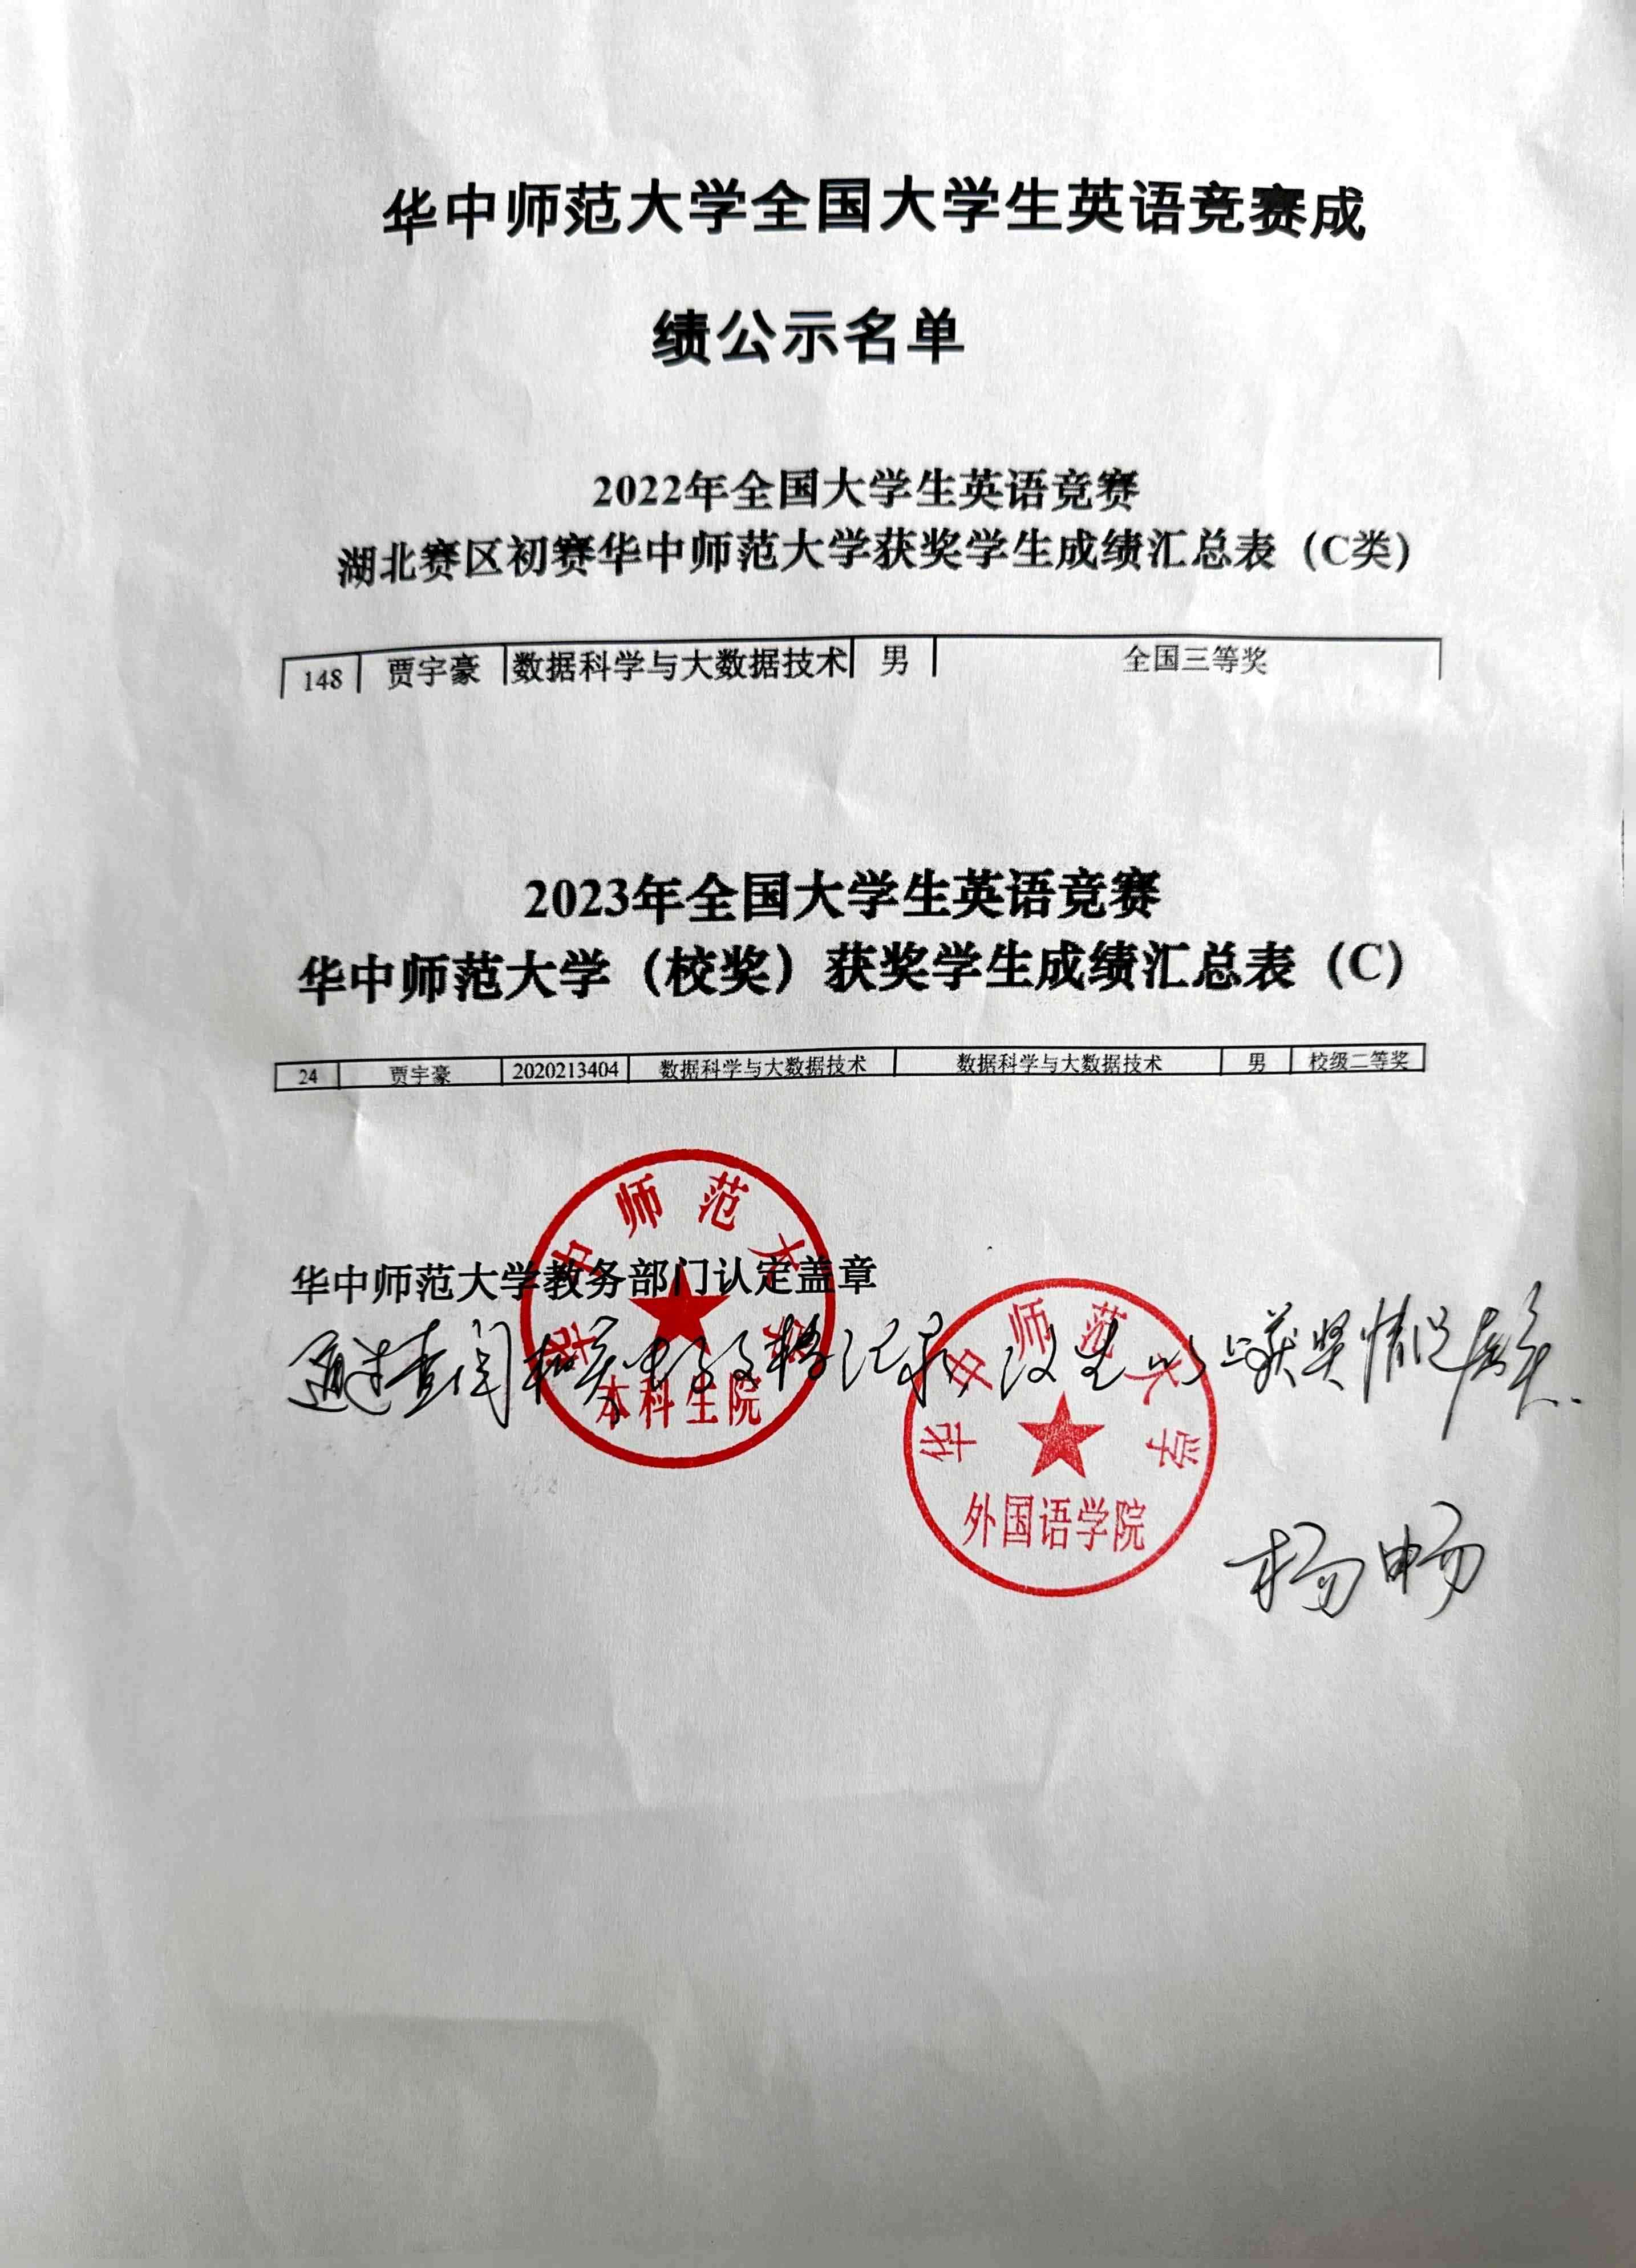 华中师范大学全国大学生英语竞赛成
绩公示名单
2022年全国大学生英语竞赛
湖北赛区初赛华中师范大学获奖学生成绩汇总表（C类）
148 贾宇豪 数据科学与大数据技术 男 全国三等奖
2023年全国大学生英语竞赛
华中师范大学（校奖）获奖学生成绩汇总表（C）
24 贾宇豪 2020213404 数据科学与大数据技术 数据科学与大数据技术 男 校级二等奖
华中师范大学
本科生院
华中师范大学教务部门认定盖章
通过查阅相关 记录，该生以上获奖情况属实.
华中师范大学
外国语学院
杨畅